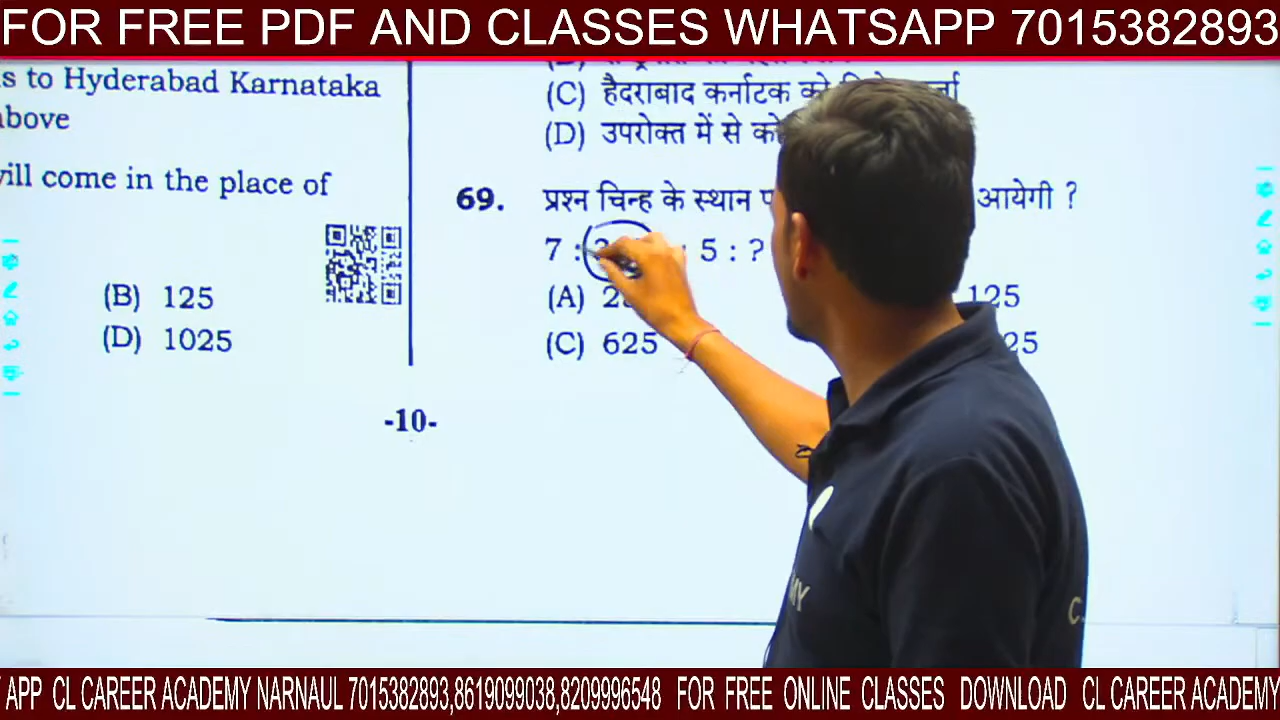 FOR FREE PDF AND CLASSES WHATSAPP 7015382893
s to Hyderabad Karnataka
above
will come in the place of
(B) 125
(D) 1025
(C) हैदराबाद कर्नाटक को
(D) उपरोक्त में से
69. प्रश्न चिन्ह के स्थान आयेगी ?
7 : : 5 : ?
(A) 125
(C) 625 25
-10-
APP CL CAREER ACADEMY NARNAUL 7015382893,8619099038,8209996548 FOR FREE ONLINE CLASSES DOWNLOAD CL CAREER ACADEMY